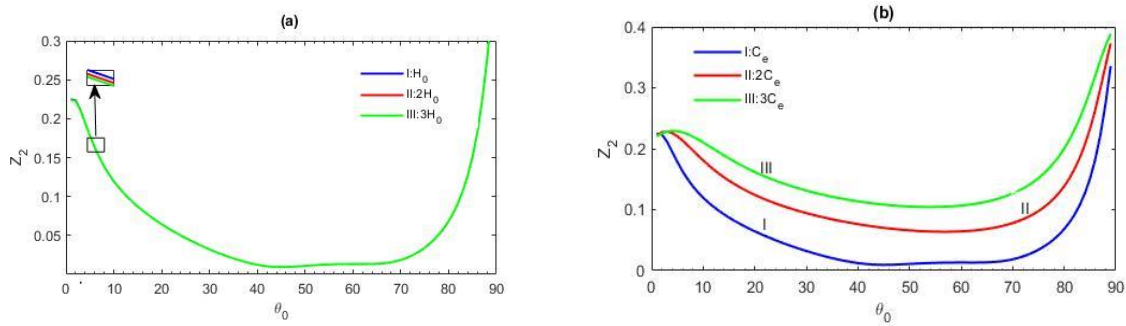 (a)
0.3
0.25
0.2
0.15
0.1
0.05
Z₂
I:H₀
II:2H₀
III:3H₀
0 10 20 30 40 50 60 70 80 90
θ₀
(b)
0.4
0.3
0.2
0.1
0
Z₂
I:Cₑ
II:2Cₑ
III:3Cₑ
III
II
I
0 10 20 30 40 50 60 70 80 90
θ₀